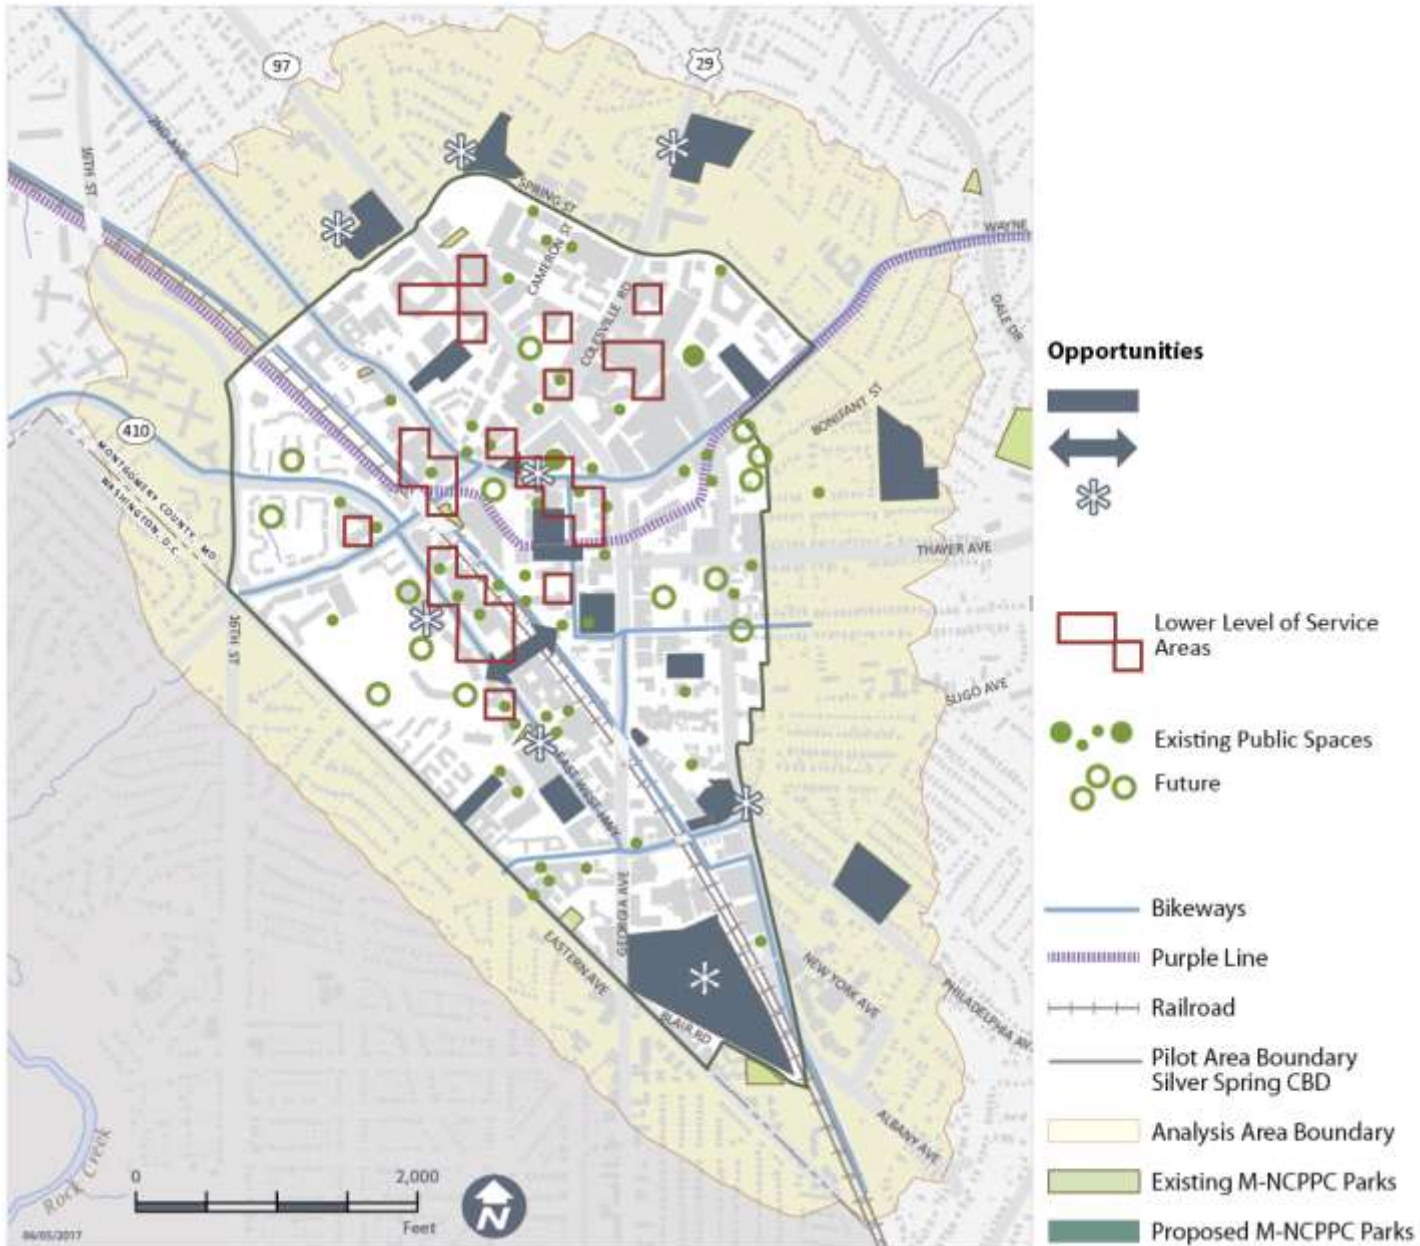 97
29
2ND AVE
16TH ST
SPRING ST
CAMERON ST
COLESVILLE RD
WAYNE
DALE DR
BONIFANT ST
410
MONTGOMERY COUNTY, MD
WASHINGTON, D.C.
THAYER AVE
16TH ST
SLIGO AVE
EAST WEST HWY
GEORGIA AVE
EASTERN AVE
NEW YORK AVE
PHILADELPHIA AVE
BLAIR RD
ALBANY AVE
Rock Creek
0
2,000
Feet
N
06/05/2017
Opportunities
Lower Level of Service
Areas
Existing Public Spaces
Future
Bikeways
Purple Line
Railroad
Pilot Area Boundary
Silver Spring CBD
Analysis Area Boundary
Existing M-NCPPC Parks
Proposed M-NCPPC Parks